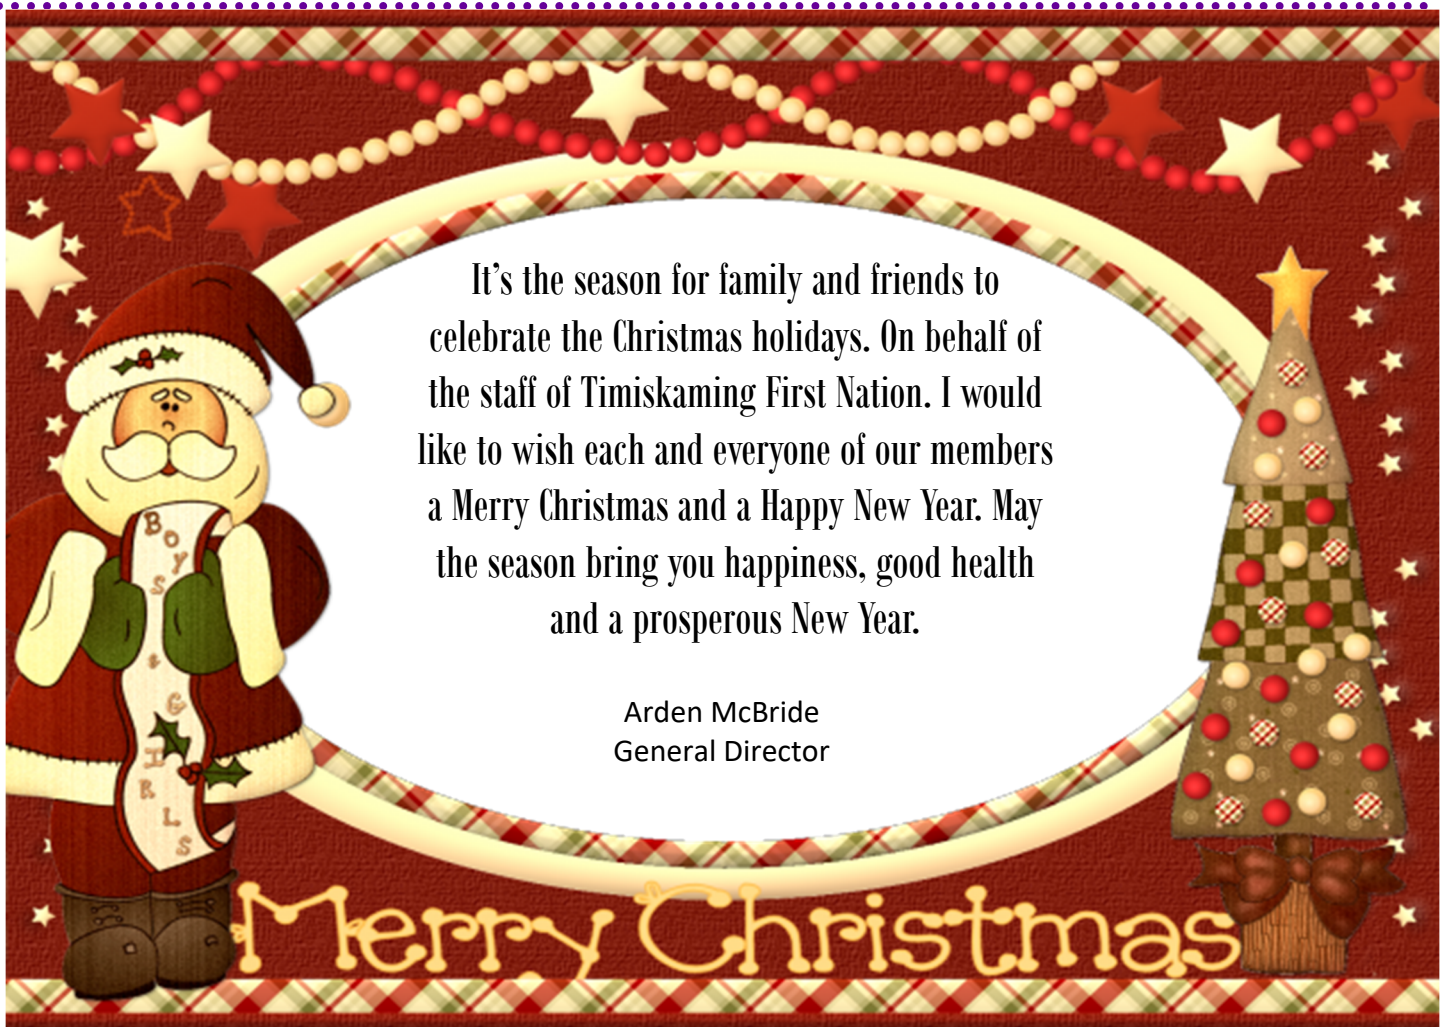 It's the season for family and friends to
celebrate the Christmas holidays. On behalf of
the staff of Timiskaming First Nation. I would
like to wish each and everyone of our members
a Merry Christmas and a Happy New Year. May
the season bring you happiness, good health
and a prosperous New Year.
Arden McBride
General Director
Boys & GIRLS
Merry Christmas